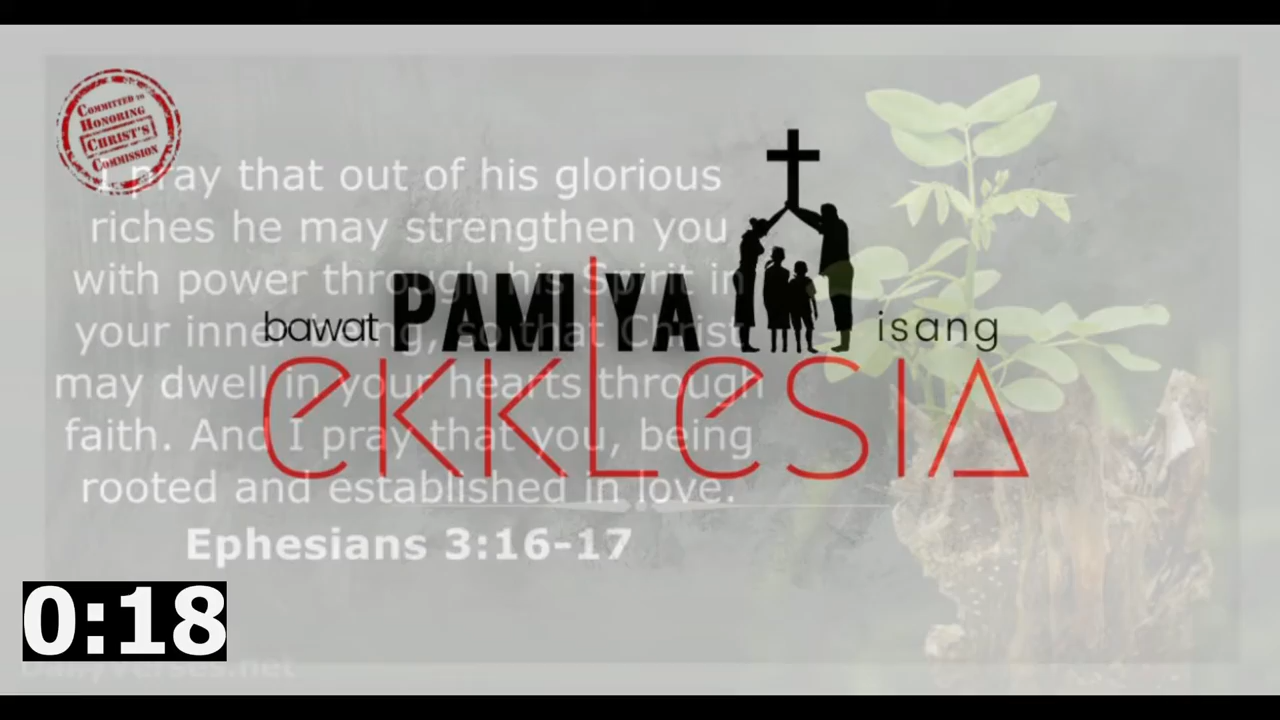 COMMITTED TO
HONORING
CHRIST'S
COMMISSION
I pray that out of his glorious
riches he may strengthen you
with power through his Spirit in
your inner being, so that Christ
may dwell in your hearts through
faith. And I pray that you, being
rooted and established in love.
Ephesians 3:16-17
bawat PAMILYA isang
eKKLesIA
0:18
DailyVerses.net